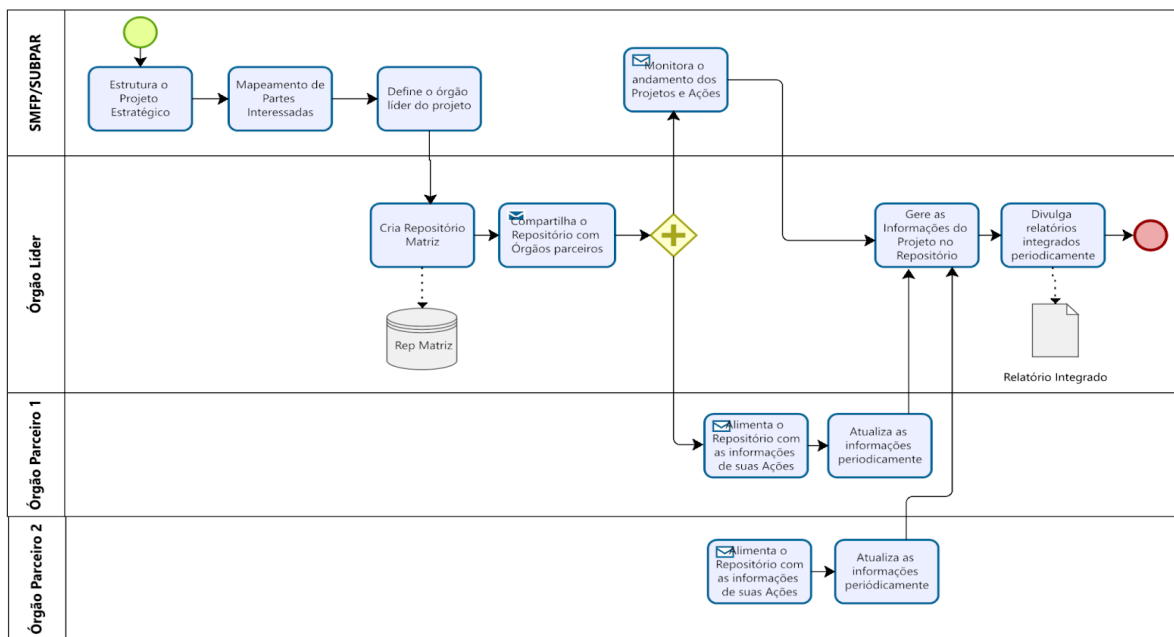 SMFP/SUBPAR
Estrutura o
Projeto
Estratégico
Mapeamento de
Partes
Interessadas
Define o órgão
líder do projeto
Monitora o
andamento dos
Projetos e Ações
Órgão Líder
Cria Repositório
Matriz
Compartilha o
Repositório com
Órgãos parceiros
Gere as
Informações do
Projeto no
Repositório
Divulga
relatórios
integrados
periodicamente
Rep Matriz
Relatório Integrado
Órgão Parceiro 1
Alimenta o
Repositório com
as informações
de suas Ações
Atualiza as
informações
periodicamente
Órgão Parceiro 2
Alimenta o
Repositório com
as informações
de suas Ações
Atualiza as
informações
periódicamente